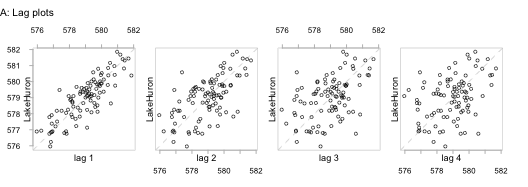 A: Lag plots
576 578 580 582
576 578 580 582
582
581
580
579
578
577
576
LakeHuron
LakeHuron
LakeHuron
LakeHuron
lag 1
lag 2
lag 3
lag 4
576 578 580 582
576 578 580 582